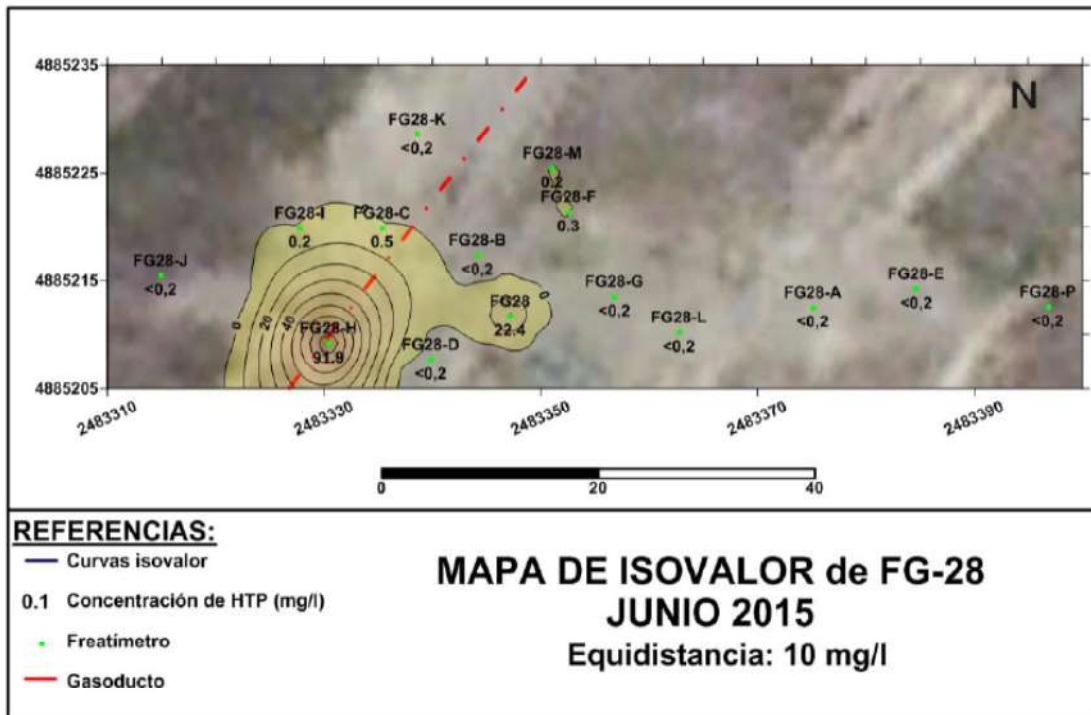 4885235
N
FG28-K
<0,2
4885225
FG28-M
0.2
FG28-F
0.3
FG28-I
0.2
FG28-C
0.5
0
FG28-B
<0,2
4885215
FG28-J
<0,2
FG28-G
<0,2
FG28-E
<0,2
FG28
22.4
0
FG28-A
<0,2
FG28-P
<0,2
FG28-L
<0,2
0
20
40
FG28-H
91.9
FG28-D
<0,2
4885205
2483310
2483330
2483350
2483370
2483390
0 20 40
REFERENCIAS:
Curvas isovalor
0.1 Concentración de HTP (mg/l)
Freatímetro
Gasoducto
MAPA DE ISOVALOR de FG-28
JUNIO 2015
Equidistancia: 10 mg/l